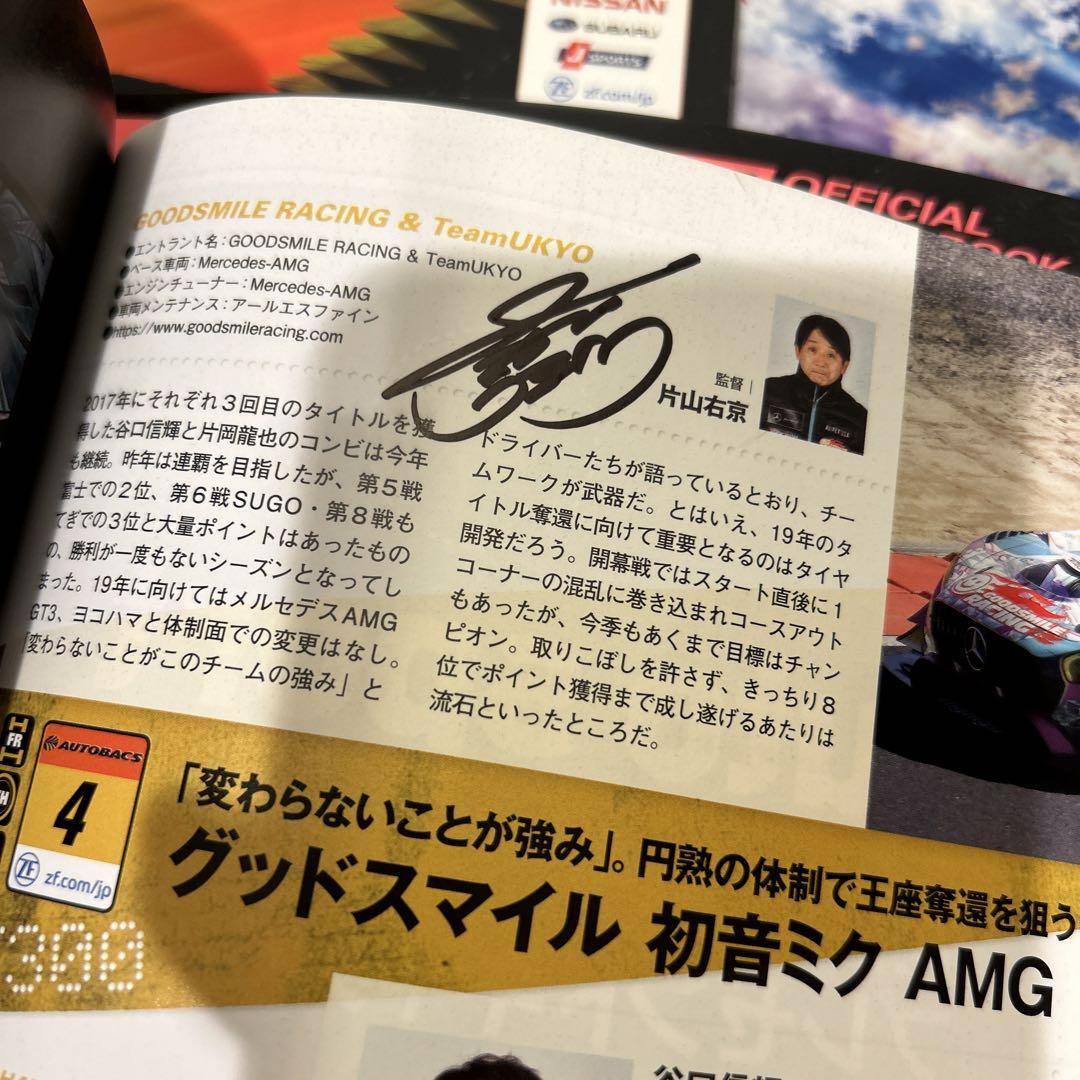 NISSAN
SUBARU
J SPORTS
ZF zf.com/jp
OFFICIAL
GOODSMILE RACING & TeamUKYO
●エントラント名：GOODSMILE RACING & TeamUKYO
●ベース車両：Mercedes-AMG
●エンジンチューナー：Mercedes-AMG
●車両メンテナンス：アールエスファイン
●https://www.goodsmileracing.com
監督
片山右京
2017年にそれぞれ３回目のタイトルを獲
得した谷口信輝と片岡龍也のコンビは今年
も継続。昨年は連覇を目指したが、第５戦
富士での２位、第６戦SUGO・第８戦も
てぎでの３位と大量ポイントはあったもの
の、勝利が一度もないシーズンとなってし
まった。19年に向けてはメルセデスAMG
GT3、ヨコハマと体制面での変更はなし。
「変わらないことがこのチームの強み」と
ドライバーたちが語っているとおり、チー
ムワークが武器だ。とはいえ、19年のタ
イトル奪還に向けて重要となるのはタイヤ
開発だろう。開幕戦ではスタート直後に１
コーナーの混乱に巻き込まれコースアウト
もあったが、今季もあくまで目標はチャン
ピオン。取りこぼしを許さず、きっちり８
位でポイント獲得まで成し遂げるあたりは
流石といったところだ。
FR
AUTOBACS
4
ZF zf.com/jp
300
「変わらないことが強み」。円熟の体制で王座奪還を狙う
グッドスマイル 初音ミク AMG
谷口信輝